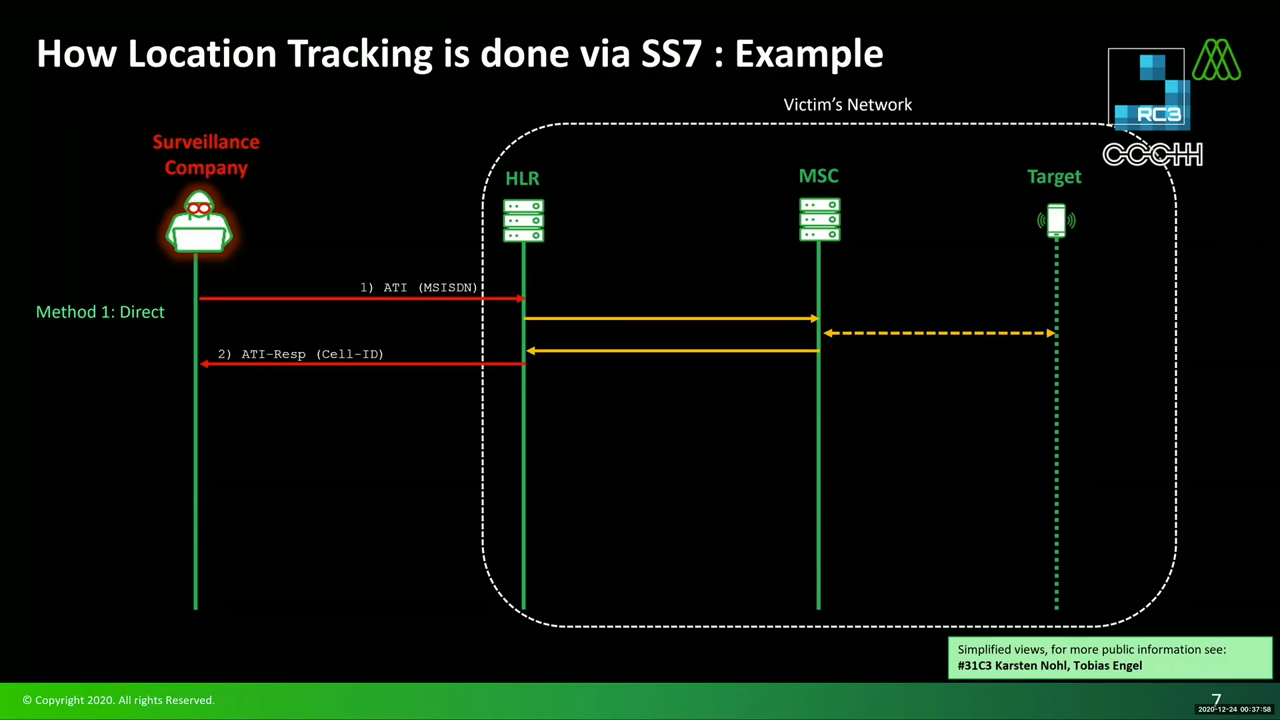 How Location Tracking is done via SS7 : Example
Victim's Network
RC3
CCCHH
Surveillance
Company
HLR
MSC
Target
1) ATI (MSISDN)
Method 1: Direct
2) ATI-Resp (Cell-ID)
Simplified views, for more public information see:
#31C3 Karsten Nohl, Tobias Engel
© Copyright 2020. All rights Reserved.
7
2020-12-24 00:37:58